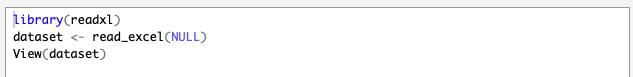 library(readxl)
dataset <- read_excel(NULL)
View(dataset)